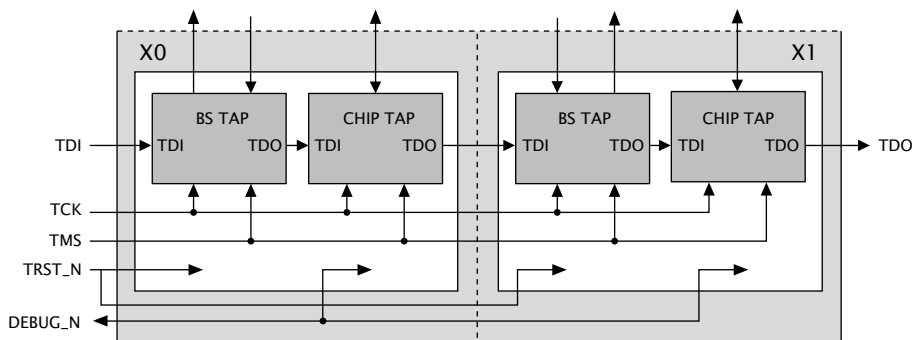 X0
X1
BS TAP
CHIP TAP
BS TAP
CHIP TAP
TDI
TDI
TDO
TDI
TDO
TDI
TDO
TDI
TDO
TDO
TCK
TMS
TRST_N
DEBUG_N